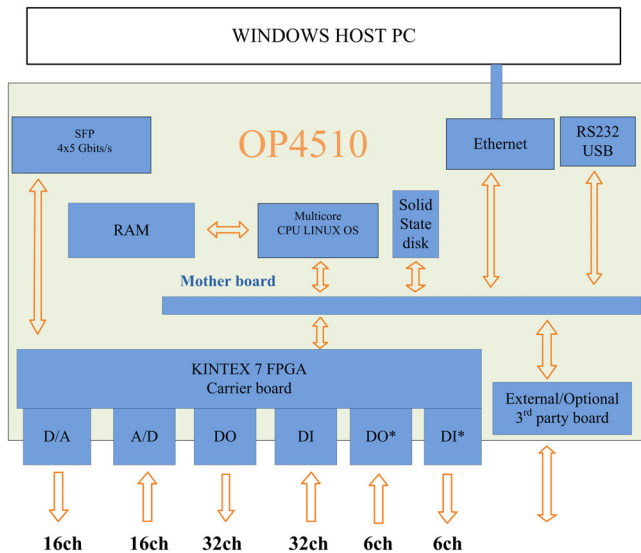 WINDOWS HOST PC
SFP
4x5 Gbits/s
OP4510
Ethernet
RS232
USB
RAM
Multicore
CPU LINUX OS
Solid
State
disk
Mother board
KINTEX 7 FPGA
Carrier board
External/Optional
3rd party board
D/A
A/D
DO
DI
DO*
DI*
16ch
16ch
32ch
32ch
6ch
6ch